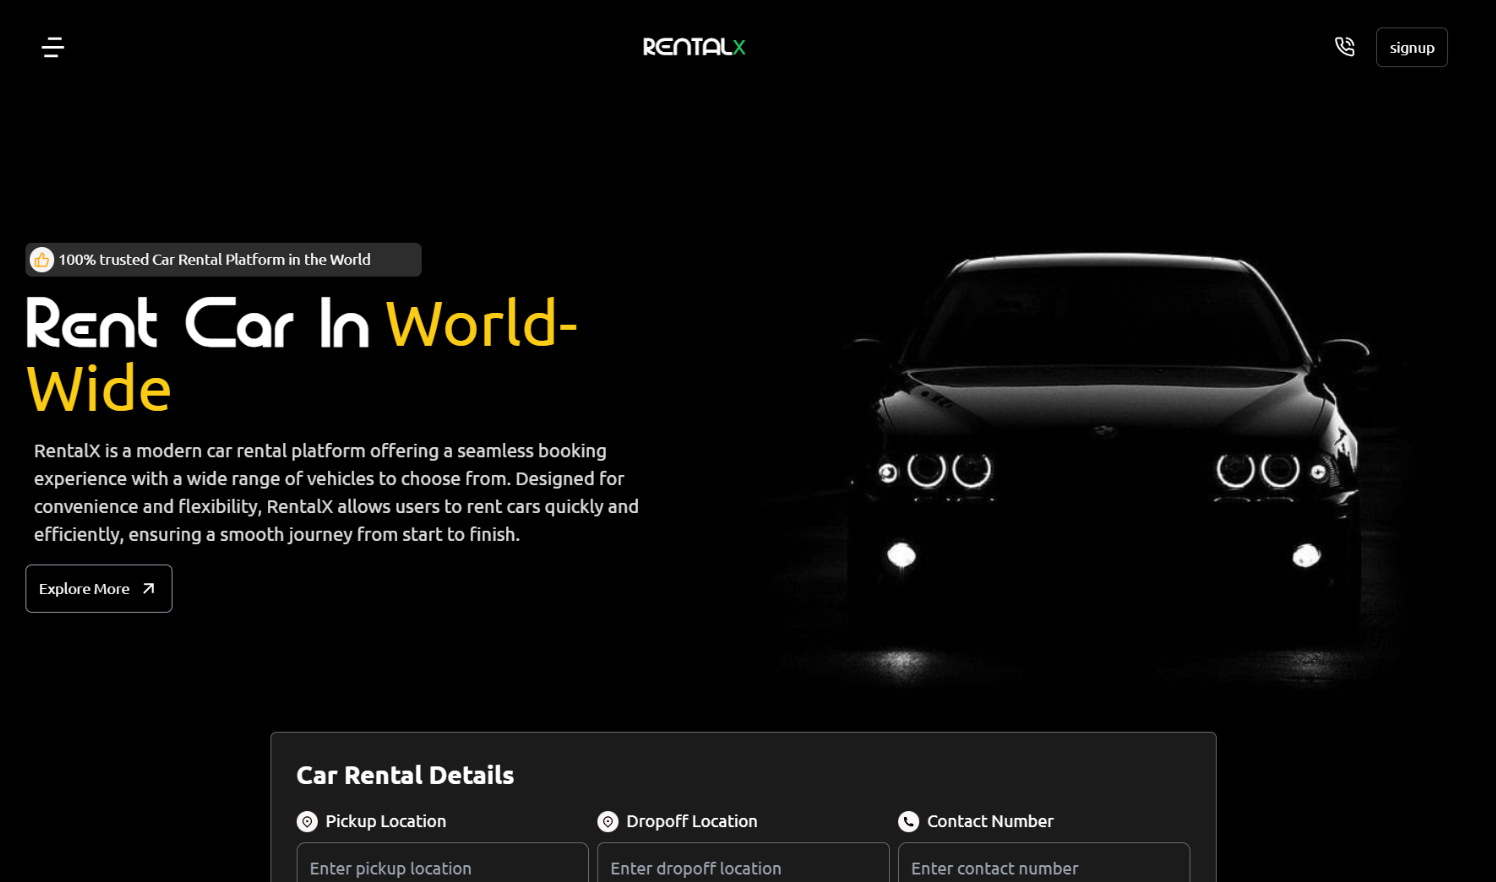 RENTALX
signup
100% trusted Car Rental Platform in the World
Rent Car In World-
Wide
RentalX is a modern car rental platform offering a seamless booking
experience with a wide range of vehicles to choose from. Designed for
convenience and flexibility, RentalX allows users to rent cars quickly and
efficiently, ensuring a smooth journey from start to finish.
Explore More
Car Rental Details
Pickup Location
Dropoff Location
Contact Number
Enter pickup location
Enter dropoff location
Enter contact number